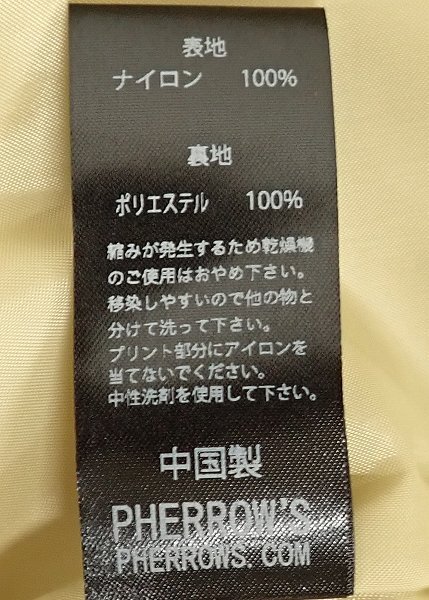 表地
ナイロン 100%
裏地
ポリエステル 100%
縮みが発生するため乾燥機
のご使用はおやめ下さい。
移染しやすいので他の物と
分けて洗って下さい。
プリント部分にアイロンを
当てないでください。
中性洗剤を使用して下さい。
中国製
PHERROW'S
PHERROWS.COM